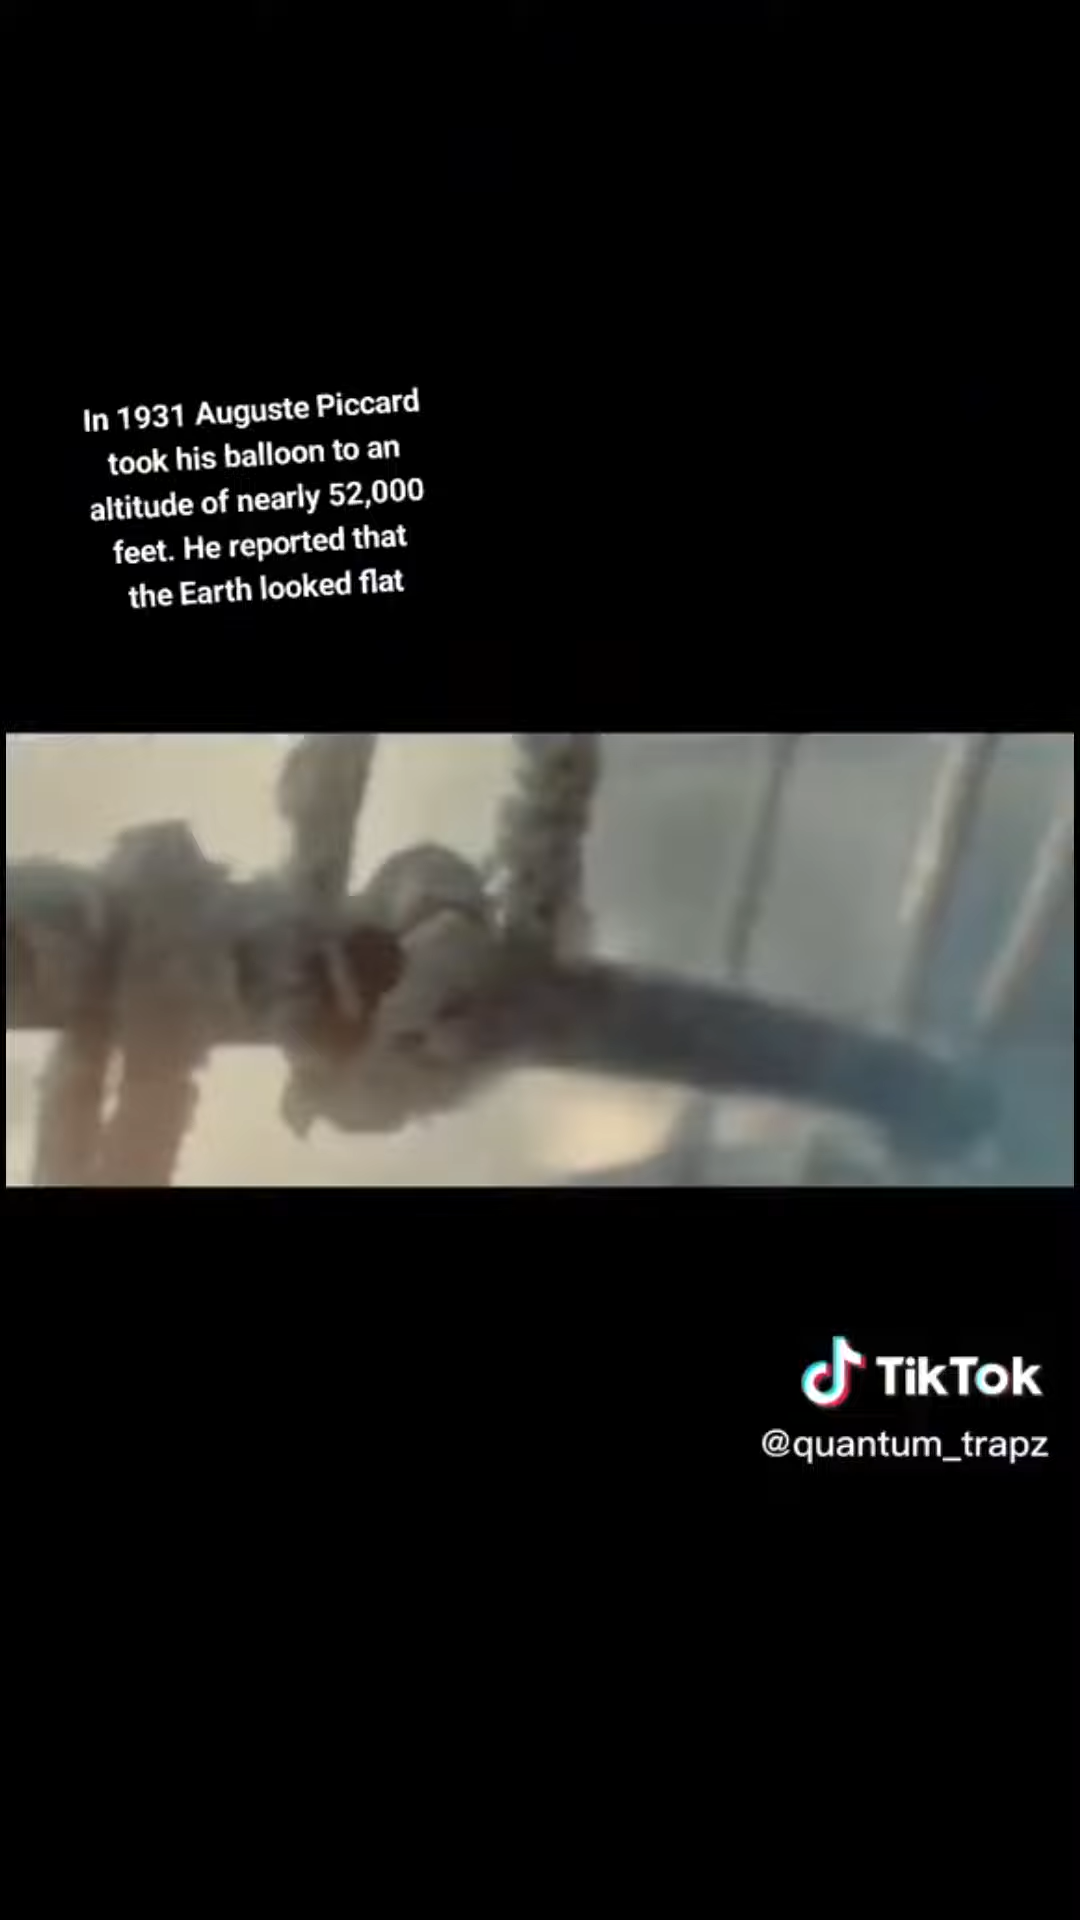 In 1931 Auguste Piccard
took his balloon to an
altitude of nearly 52,000
feet. He reported that
the Earth looked flat
TikTok
@quantum_trapz